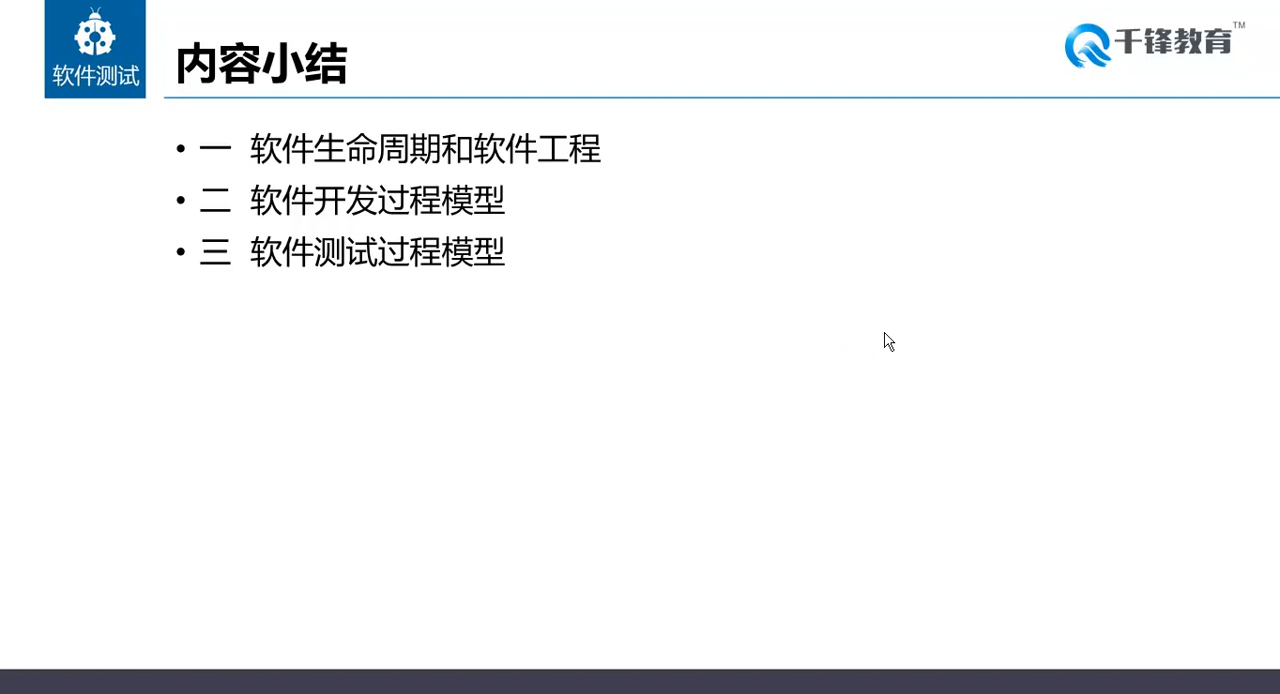 软件测试
内容小结
千锋教育™
• 一 软件生命周期和软件工程
• 二 软件开发过程模型
• 三 软件测试过程模型